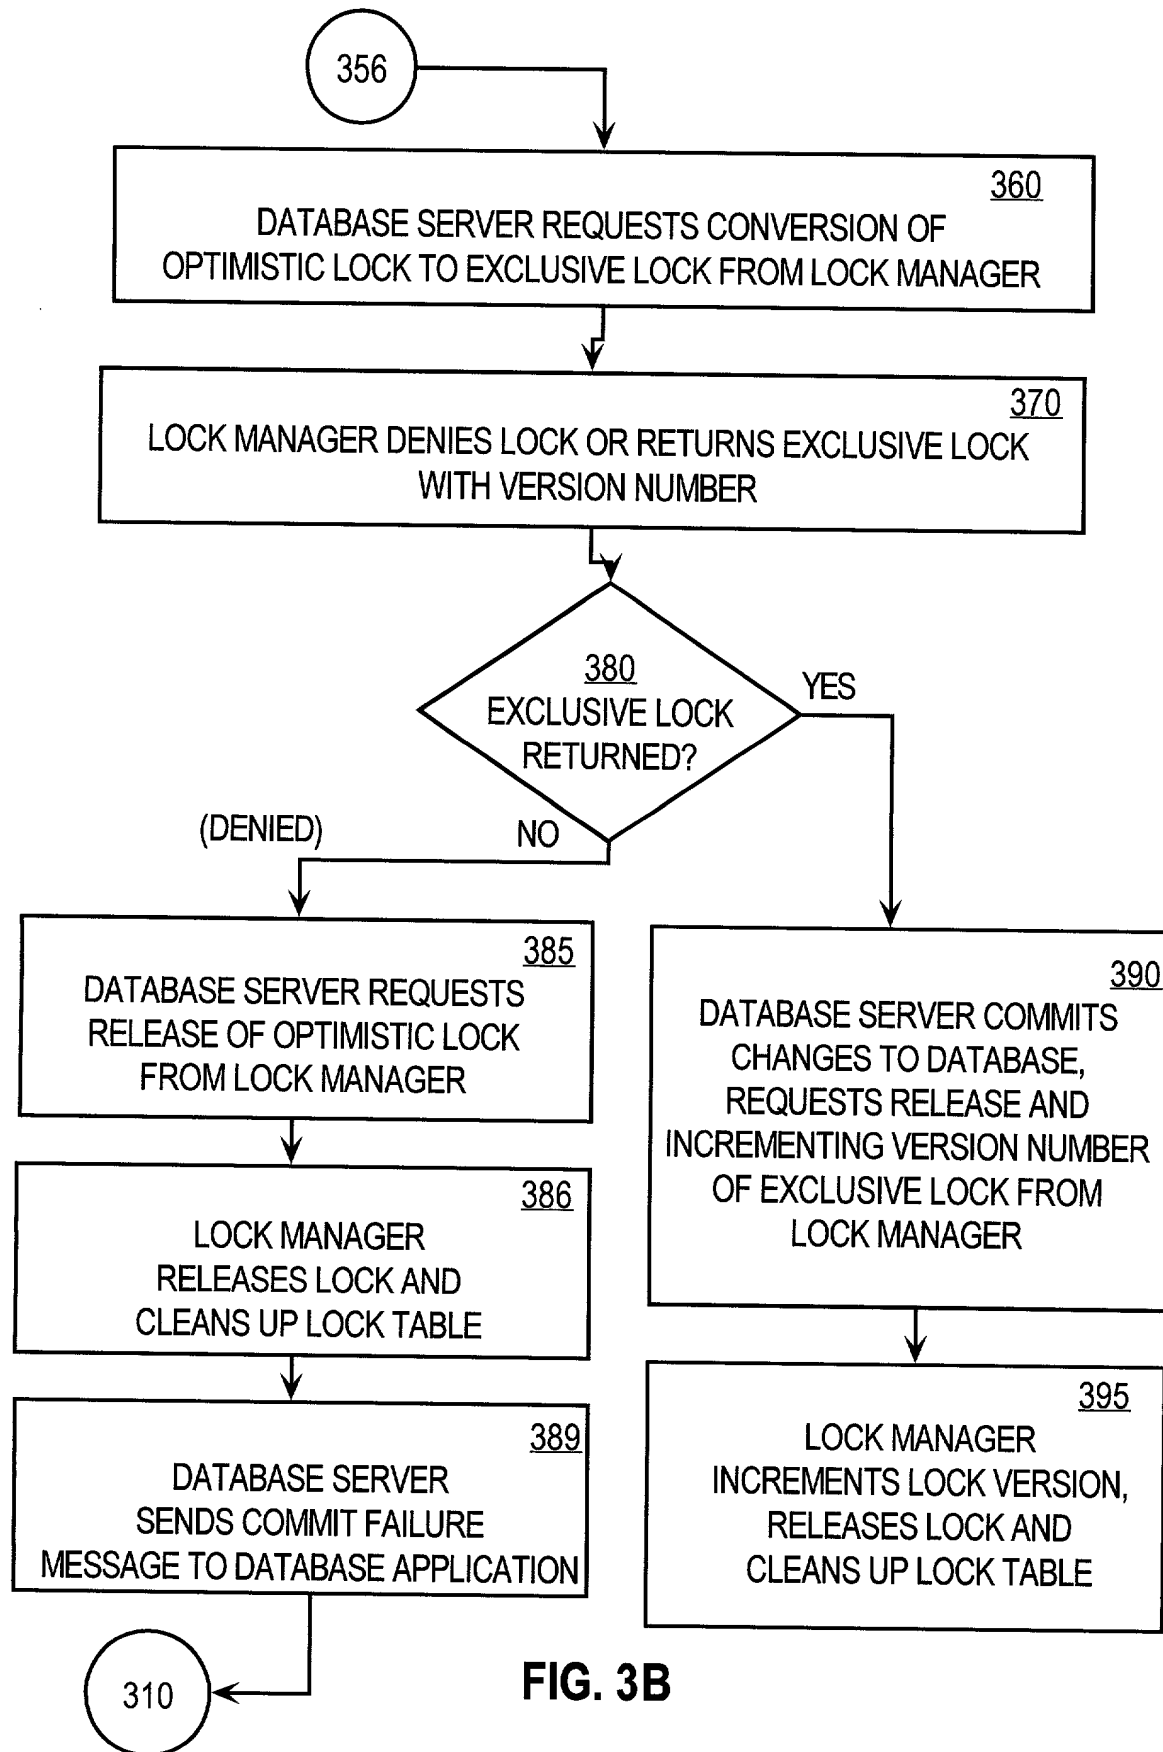 356
360
DATABASE SERVER REQUESTS CONVERSION OF
OPTIMISTIC LOCK TO EXCLUSIVE LOCK FROM LOCK MANAGER
370
LOCK MANAGER DENIES LOCK OR RETURNS EXCLUSIVE LOCK
WITH VERSION NUMBER
380
EXCLUSIVE LOCK
RETURNED?
YES
(DENIED)
NO
385
DATABASE SERVER REQUESTS
RELEASE OF OPTIMISTIC LOCK
FROM LOCK MANAGER
386
LOCK MANAGER
RELEASES LOCK AND
CLEANS UP LOCK TABLE
389
DATABASE SERVER
SENDS COMMIT FAILURE
MESSAGE TO DATABASE APPLICATION
310
390
DATABASE SERVER COMMITS
CHANGES TO DATABASE,
REQUESTS RELEASE AND
INCREMENTING VERSION NUMBER
OF EXCLUSIVE LOCK FROM
LOCK MANAGER
395
LOCK MANAGER
INCREMENTS LOCK VERSION,
RELEASES LOCK AND
CLEANS UP LOCK TABLE
FIG. 3B